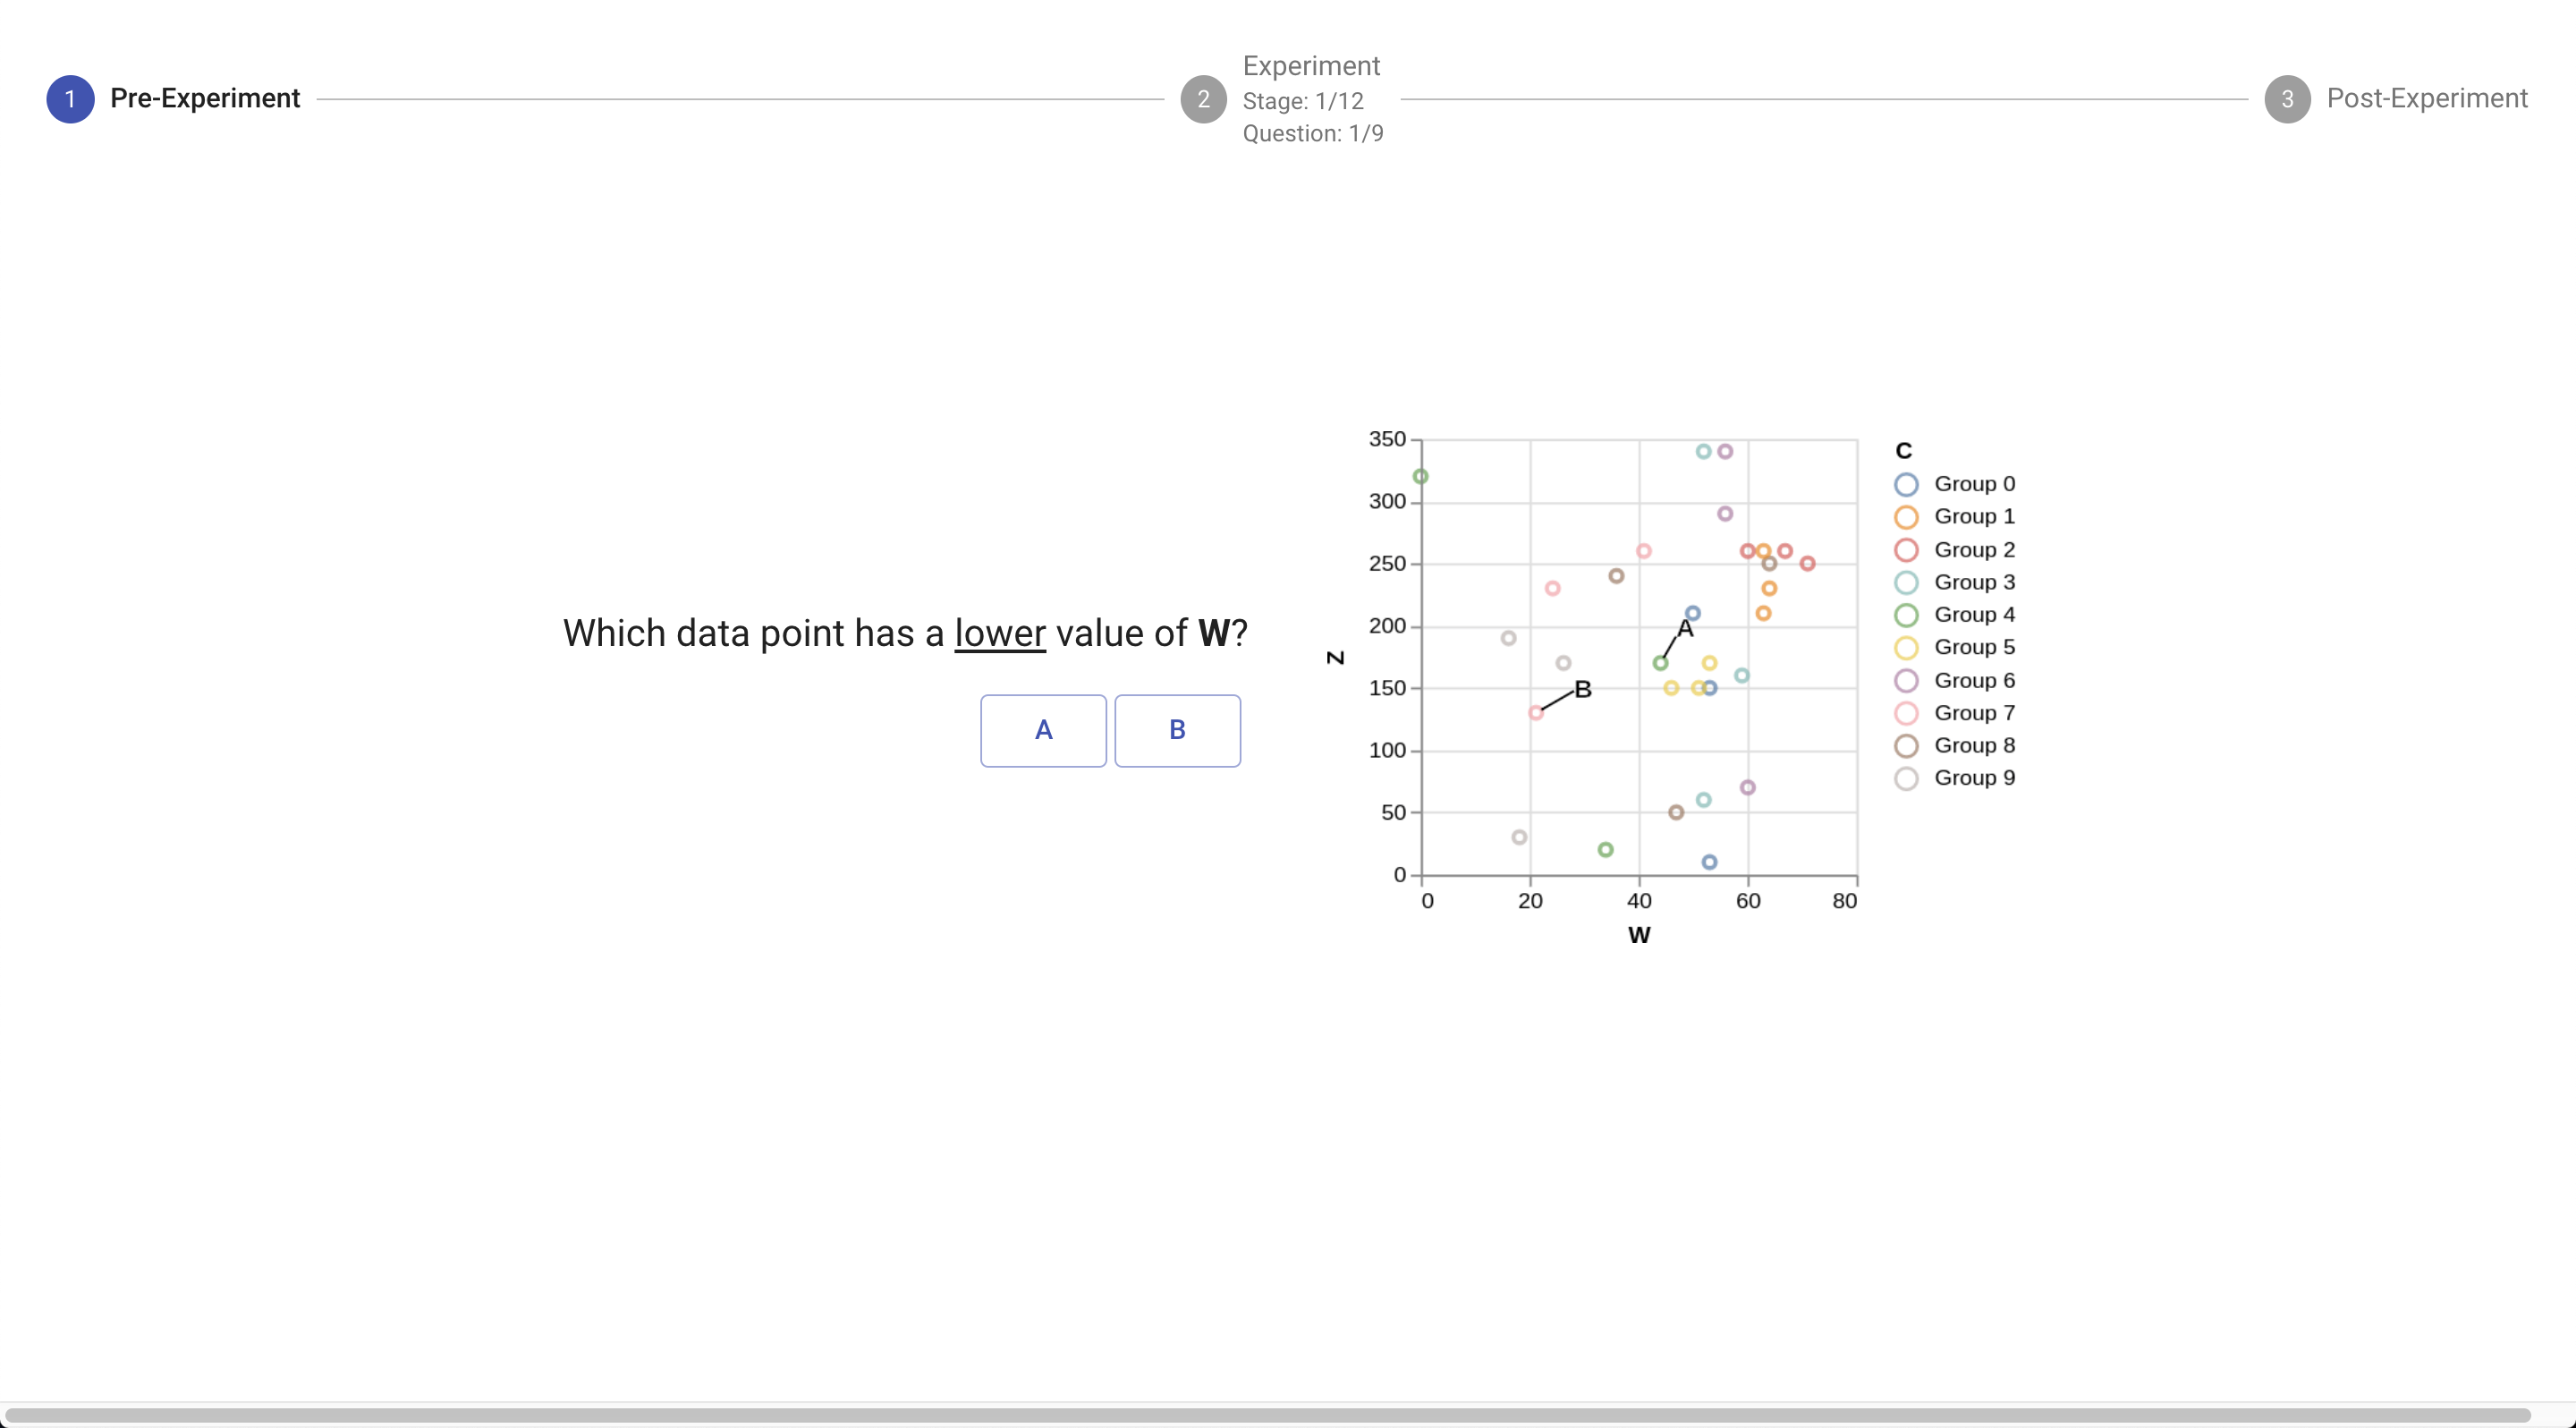 1 Pre-Experiment
2 Experiment
Stage: 1/12
Question: 1/9
3 Post-Experiment
Which data point has a lower value of W?
A B
350
300
250
200
150
100
50
0
Z
A
B
0 20 40 60 80
W
C
Group 0
Group 1
Group 2
Group 3
Group 4
Group 5
Group 6
Group 7
Group 8
Group 9